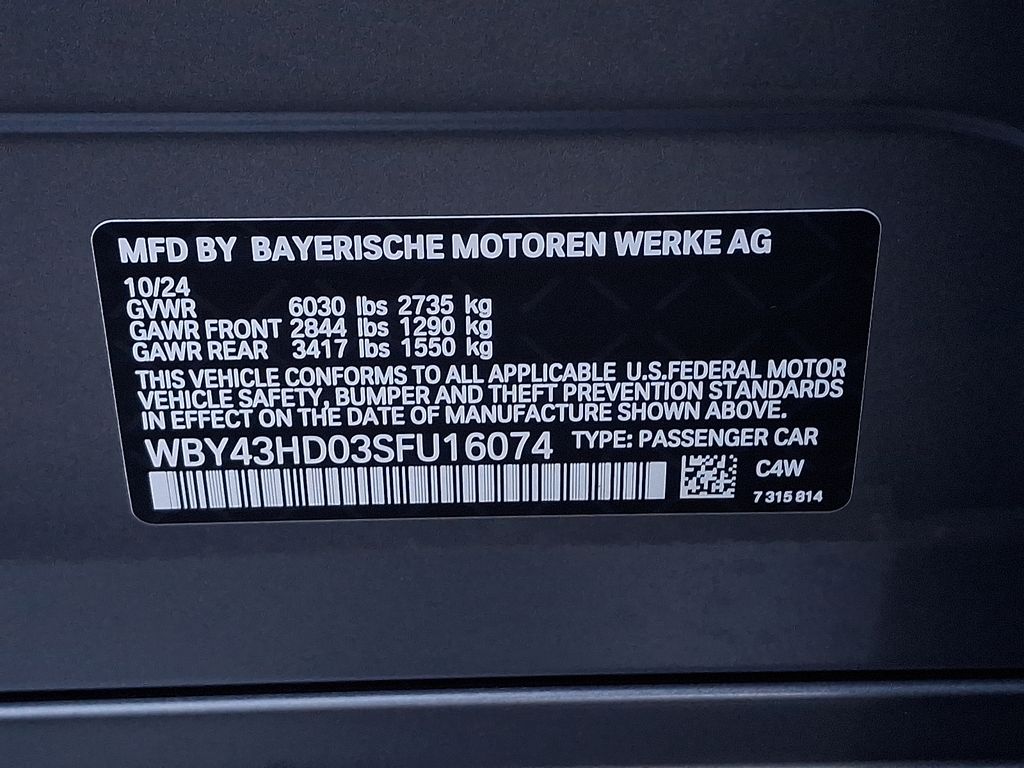 MFD BY BAYERISCHE MOTOREN WERKE AG
10/24
GVWR 6030 lbs 2735 kg
GAWR FRONT 2844 lbs 1290 kg
GAWR REAR 3417 lbs 1550 kg
THIS VEHICLE CONFORMS TO ALL APPLICABLE U.S.FEDERAL MOTOR
VEHICLE SAFETY, BUMPER AND THEFT PREVENTION STANDARDS
IN EFFECT ON THE DATE OF MANUFACTURE SHOWN ABOVE.
WBY43HD03SFU16074 TYPE: PASSENGER CAR
C4W
7 315 814